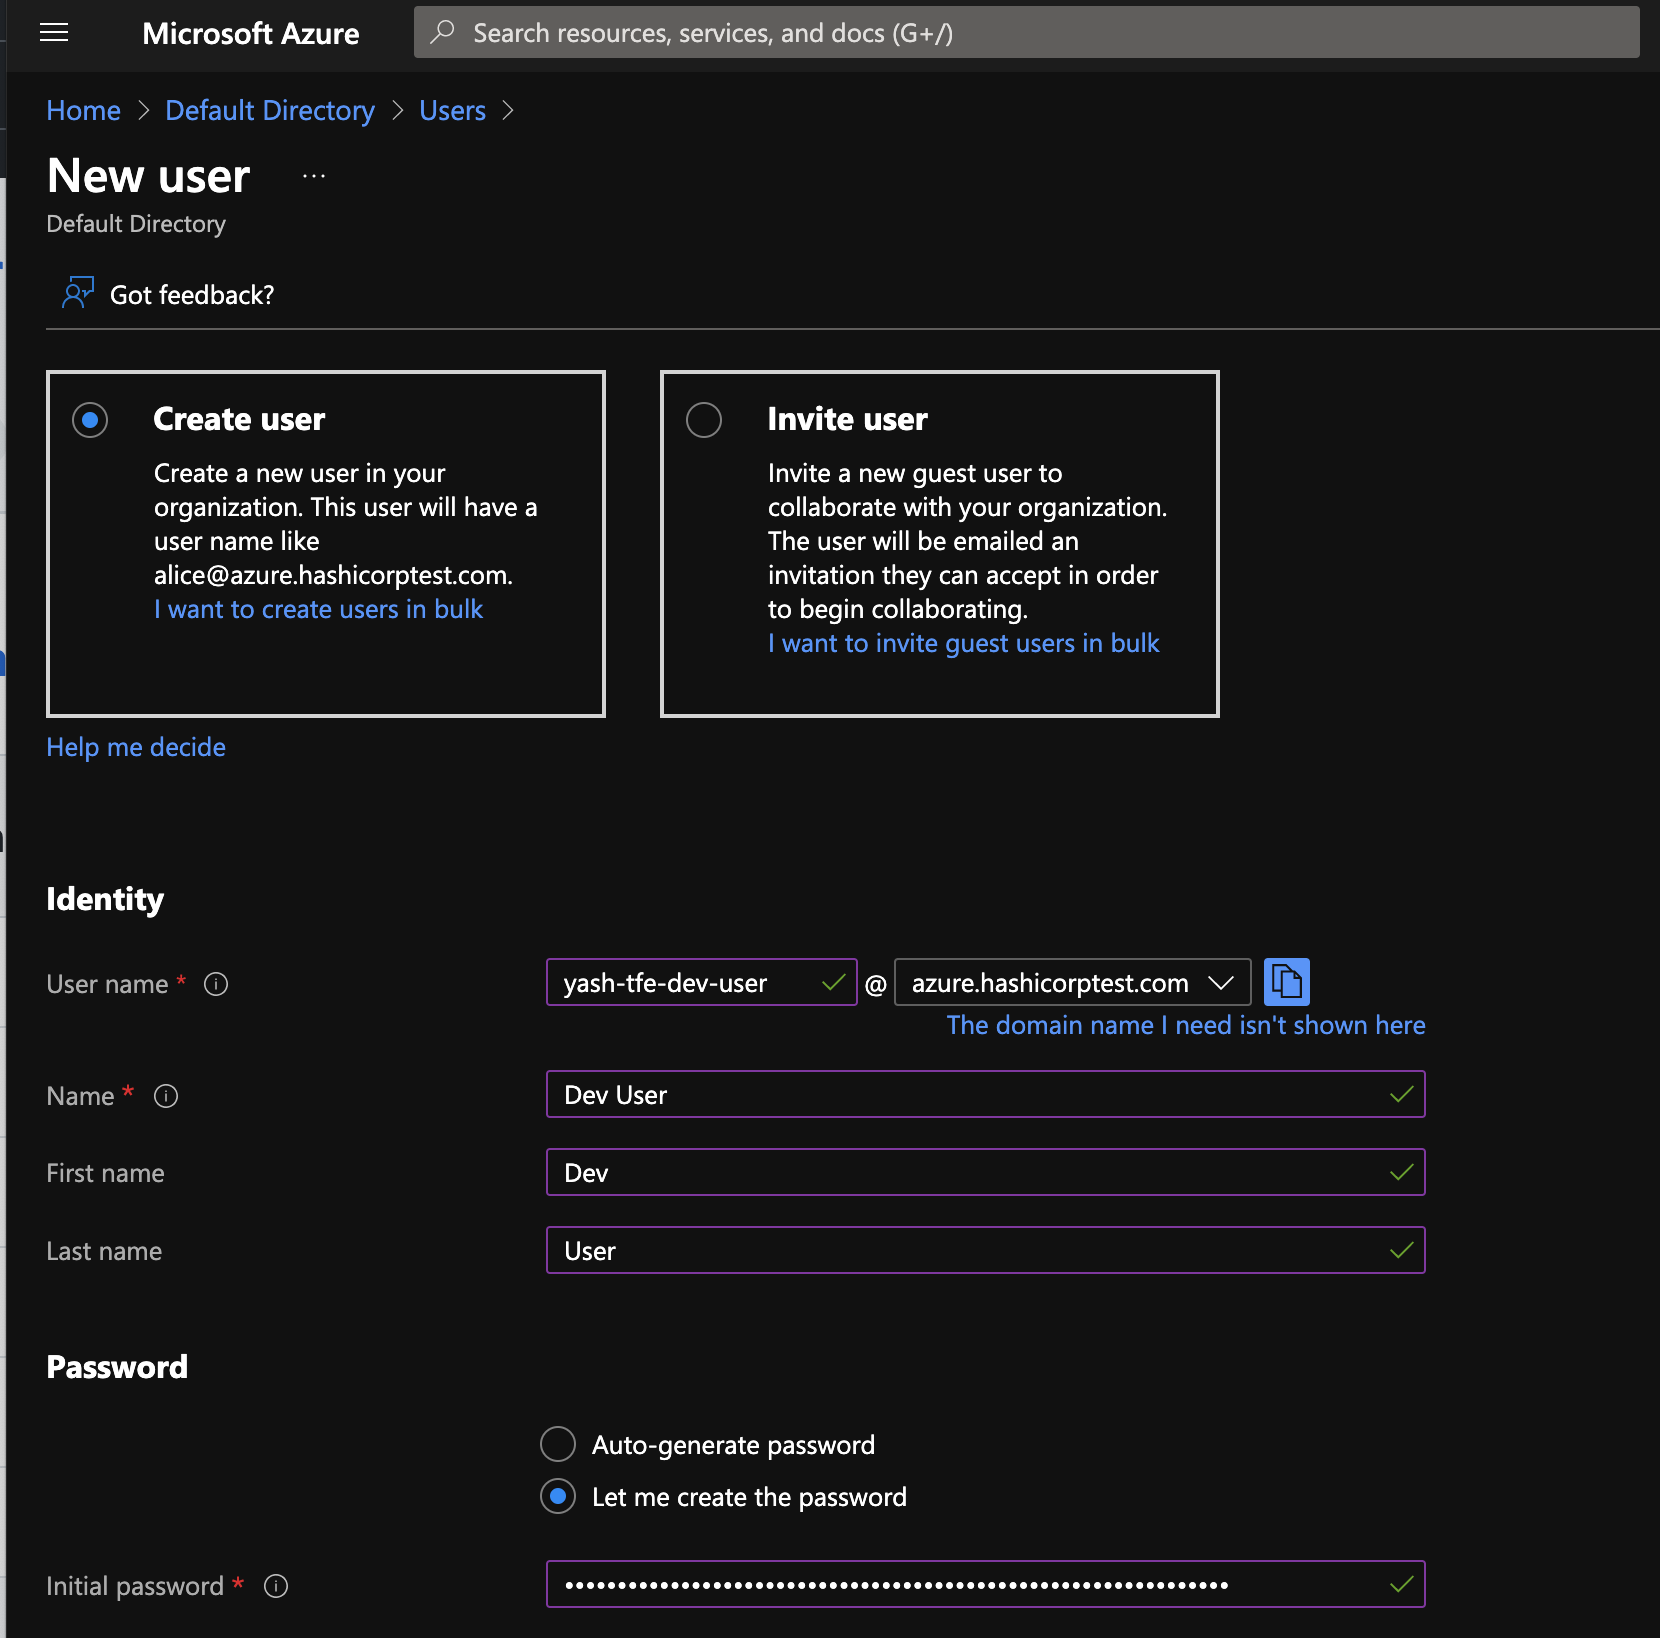 Microsoft Azure
Search resources, services, and docs (G+/)
Home > Default Directory > Users >
New user ...
Default Directory
Got feedback?
Create user
Create a new user in your
organization. This user will have a
user name like
alice@azure.hashicorptest.com.
I want to create users in bulk
Invite user
Invite a new guest user to
collaborate with your organization.
The user will be emailed an
invitation they can accept in order
to begin collaborating.
I want to invite guest users in bulk
Help me decide
Identity
User name * yash-tfe-dev-user @ azure.hashicorptest.com
The domain name I need isn't shown here
Name * Dev User
First name Dev
Last name User
Password
Auto-generate password
Let me create the password
Initial password *